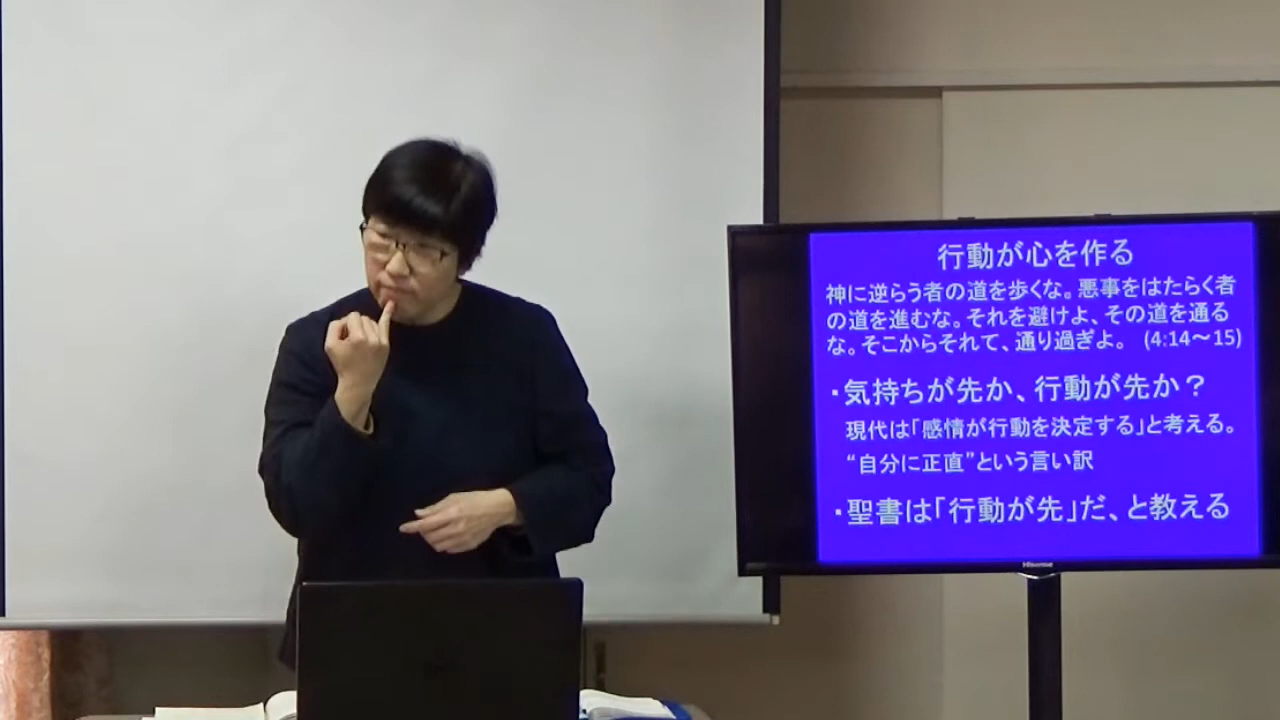 行動が心を作る
神に逆らう者の道を歩くな。悪事をはたらく者
の道を進むな。それを避けよ、その道を通る
な。そこからそれて、通り過ぎよ。 (4:14～15)
・気持ちが先か、行動が先か？
現代は「感情が行動を決定する」と考える。
“自分に正直”という言い訳
・聖書は「行動が先」だ、と教える
Hisense